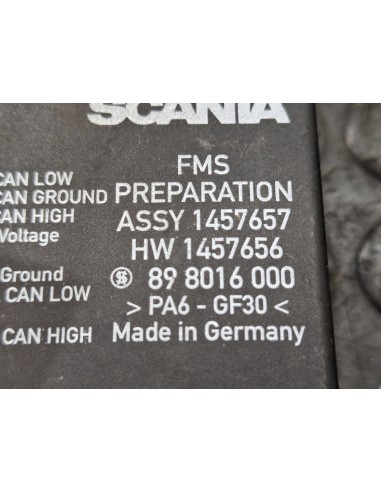 SCANIA
FMS
CAN LOW PREPARATION
CAN GROUND
CAN HIGH ASSY 1457657
Voltage HW 1457656
Ground 89 8016 000
CAN LOW > PA6 - GF30 <
CAN HIGH Made in Germany